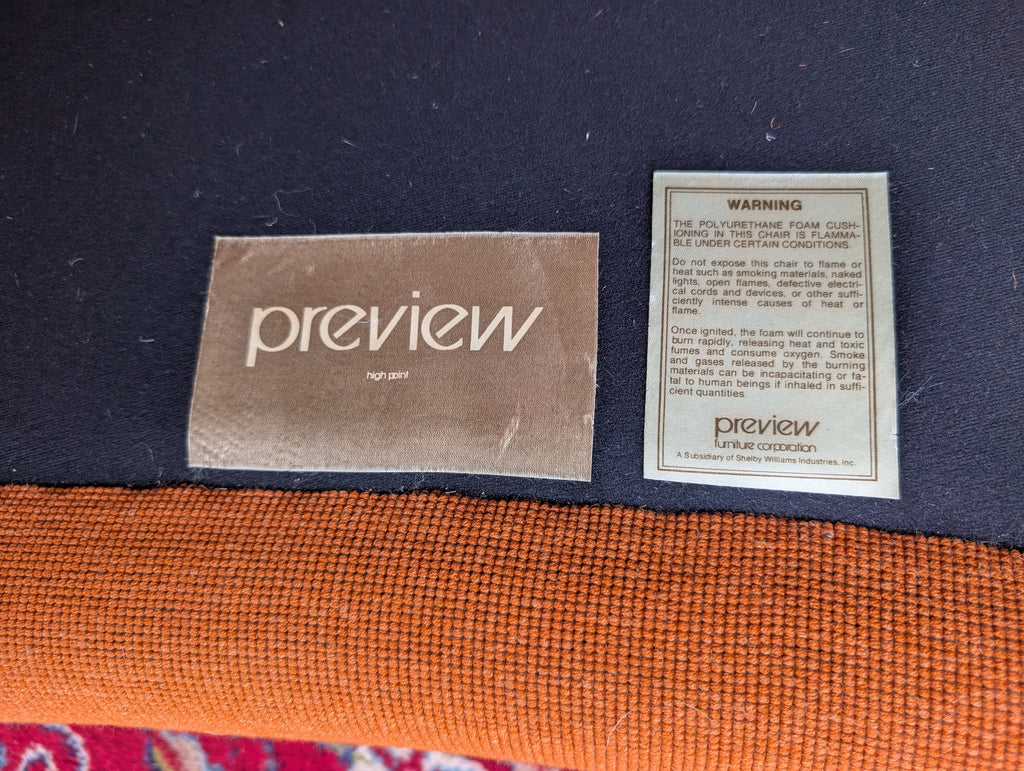 preview
high point
WARNING
THE POLYURETHANE FOAM CUSH-
IONING IN THIS CHAIR IS FLAMMA-
BLE UNDER CERTAIN CONDITIONS.
Do not expose this chair to flame or
heat such as smoking materials, naked
lights, open flames, defective electri-
cal cords and devices, or other suffi-
ciently intense causes of heat or
flame.
Once ignited, the foam will continue to
burn rapidly, releasing heat and toxic
fumes and consume oxygen. Smoke
and gases released by the burning
materials can be incapacitating or fa-
tal to human beings if inhaled in suffi-
cient quantities.
preview
furniture corporation
A Subsidiary of Shelby Williams Industries, Inc.